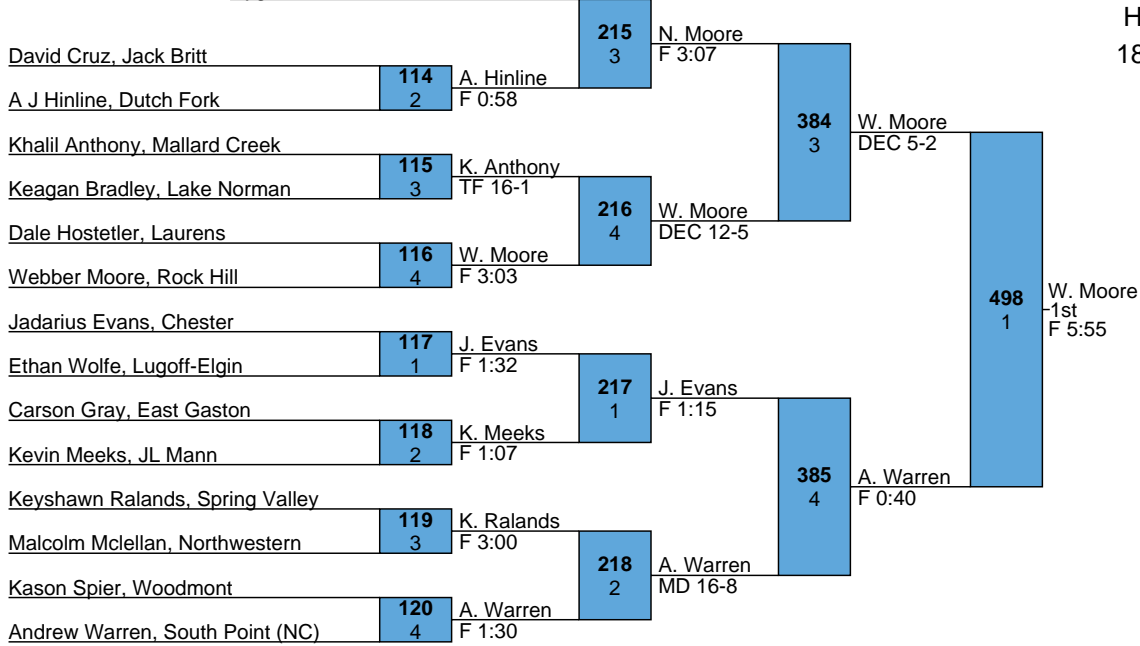 215
3
N. Moore
F 3:07
H
18
David Cruz, Jack Britt
114
2
A. Hinline
F 0:58
A J Hinline, Dutch Fork
384
3
W. Moore
DEC 5-2
Khalil Anthony, Mallard Creek
115
3
K. Anthony
TF 16-1
Keagan Bradley, Lake Norman
216
4
W. Moore
DEC 12-5
Dale Hostetler, Laurens
116
4
W. Moore
F 3:03
Webber Moore, Rock Hill
498
1
W. Moore
1st
F 5:55
Jadarius Evans, Chester
117
1
J. Evans
F 1:32
Ethan Wolfe, Lugoff-Elgin
217
1
J. Evans
F 1:15
Carson Gray, East Gaston
118
2
K. Meeks
F 1:07
Kevin Meeks, JL Mann
385
4
A. Warren
F 0:40
Keyshawn Ralands, Spring Valley
119
3
K. Ralands
F 3:00
Malcolm Mclellan, Northwestern
218
2
A. Warren
MD 16-8
Kason Spier, Woodmont
120
4
A. Warren
F 1:30
Andrew Warren, South Point (NC)